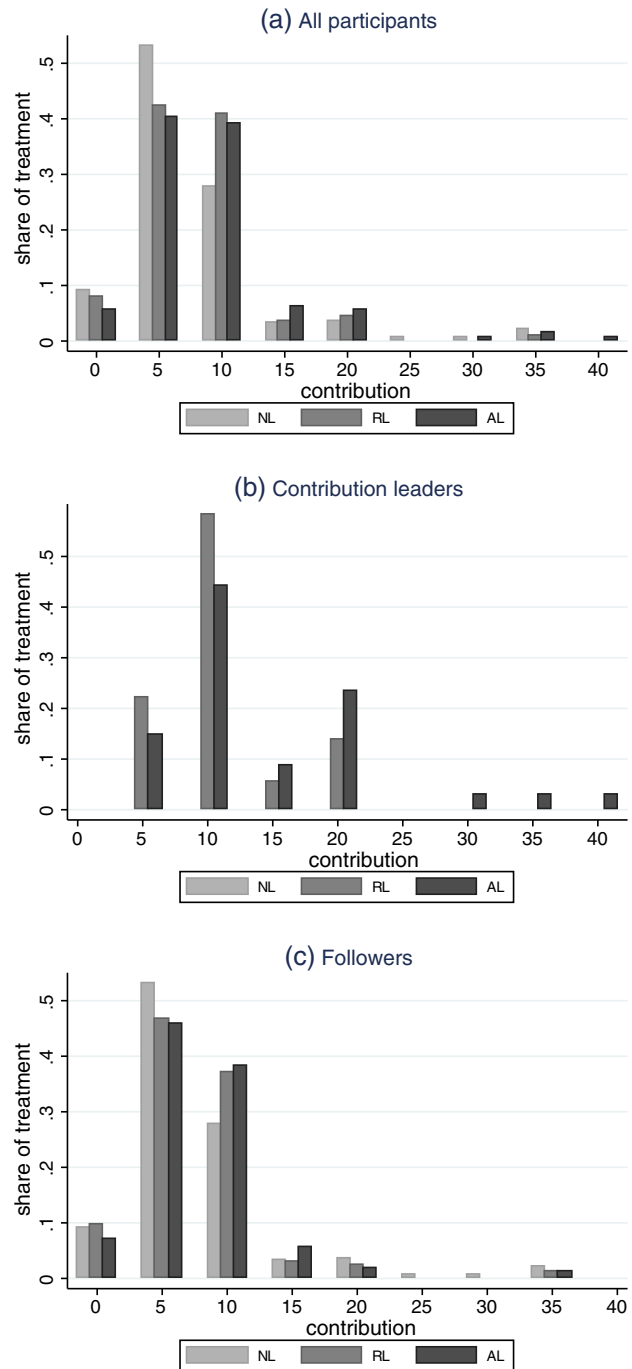 (a) All participants
share of treatment
.5
.4
.3
.2
.1
0
0 5 10 15 20 25 30 35 40
contribution
NL RL AL
(b) Contribution leaders
share of treatment
.5
.4
.3
.2
.1
0
0 5 10 15 20 25 30 35 40
contribution
NL RL AL
(c) Followers
share of treatment
.5
.4
.3
.2
.1
0
0 5 10 15 20 25 30 35 40
contribution
NL RL AL